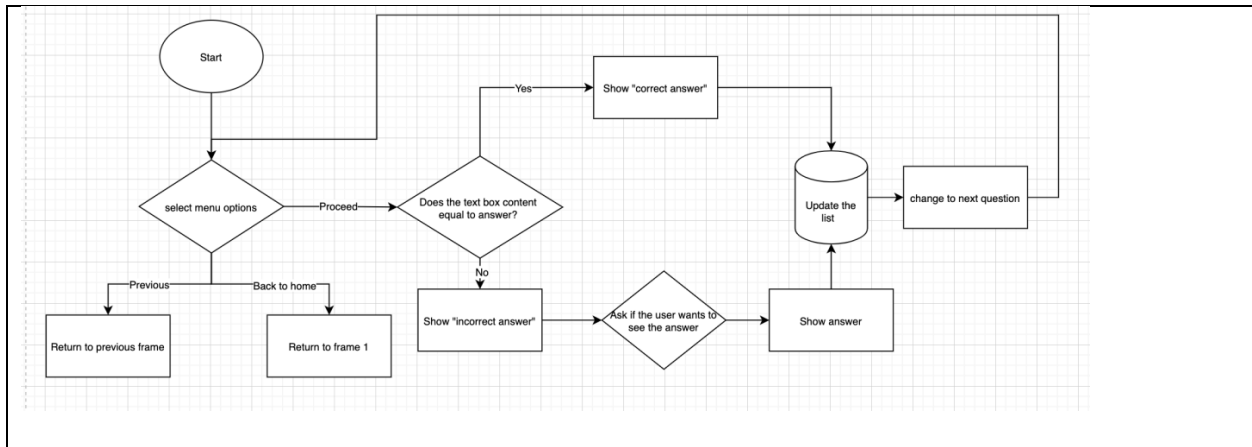 Start
Yes
Show "correct answer"
select menu options
Proceed
Does the text box content
equal to answer?
Update the
list
change to next question
No
Previous
Back to home
Show "incorrect answer"
Ask if the user wants to
see the answer
Show answer
Return to previous frame
Return to frame 1